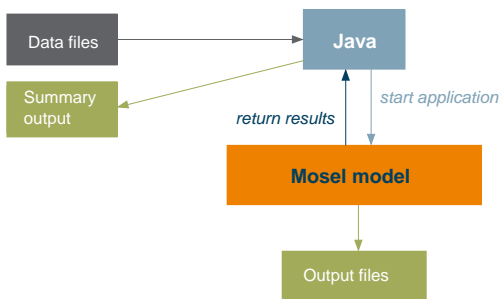 Data files
Java
Summary
output
return results
start application
Mosel model
Output files